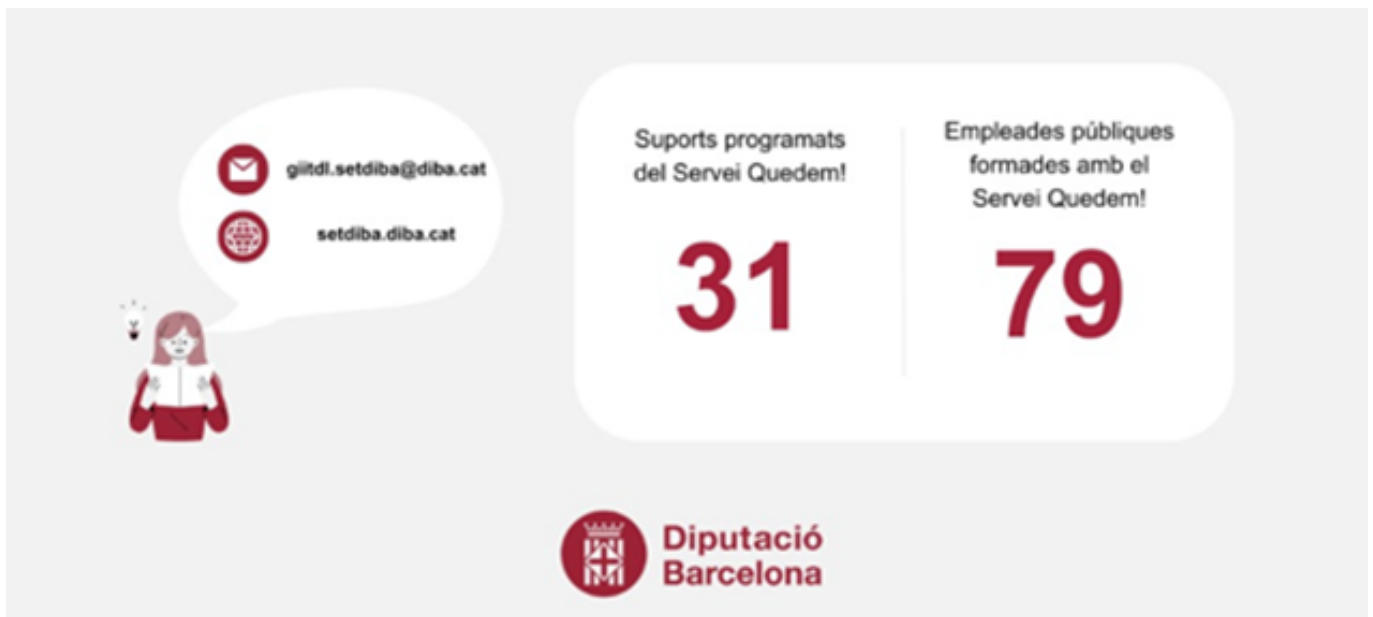 giitdl.setdiba@diba.cat
setdiba.diba.cat
Suports programats
del Servei Quedem!
31
Empleades públiques
formades amb el
Servei Quedem!
79
Diputació
Barcelona